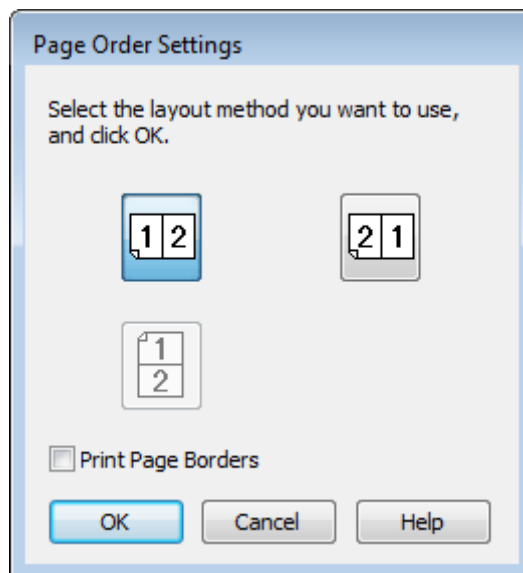 Page Order Settings
Select the layout method you want to use,
and click OK.
1 2
2 1
1
2
Print Page Borders
OK Cancel Help